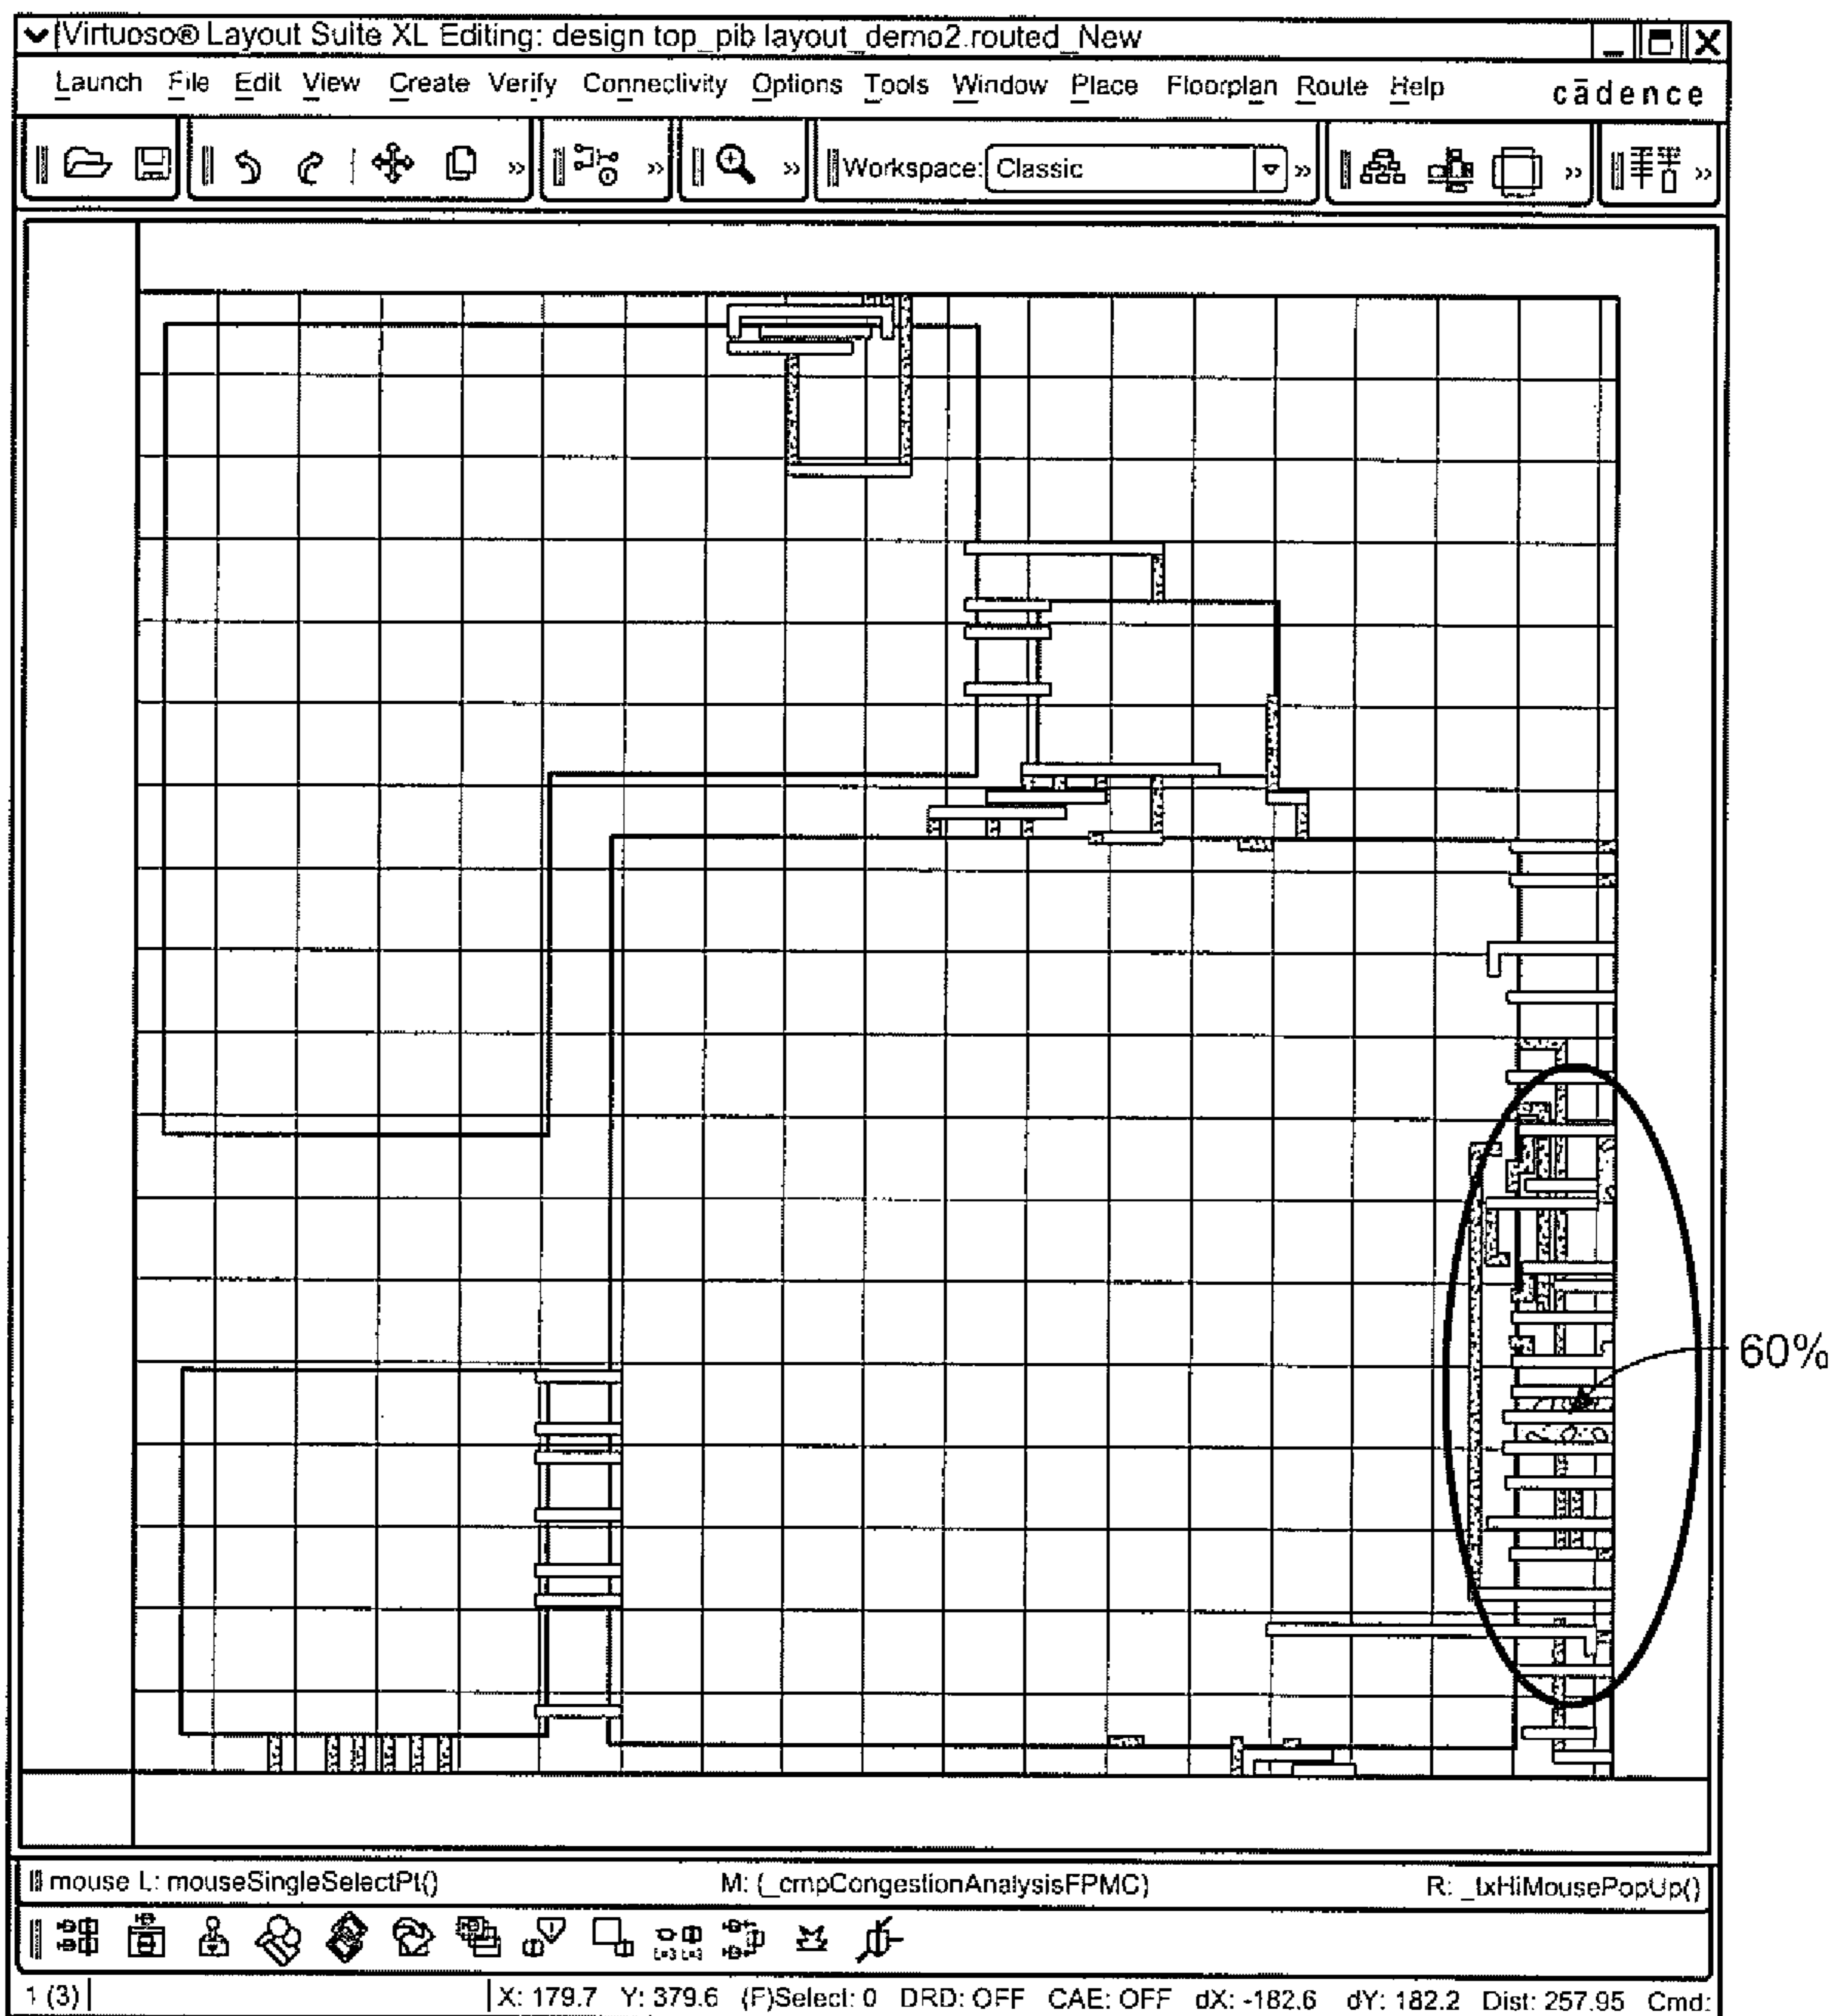 Virtuoso® Layout Suite XL Editing: design top_pib layout_demo2.routed_New
Launch File Edit View Create Verify Connectivity Options Tools Window Place Floorplan Route Help cādence
Workspace: Classic
60%
mouse L: mouseSingleSelectPt() M: (_cmpCongestionAnalysisFPMC) R: _lxHiMousePopUp()
1 (3) X: 179.7 Y: 379.6 (F)Select: 0 DRD: OFF CAE: OFF dX: -182.6 dY: 182.2 Dist: 257.95 Cmd: